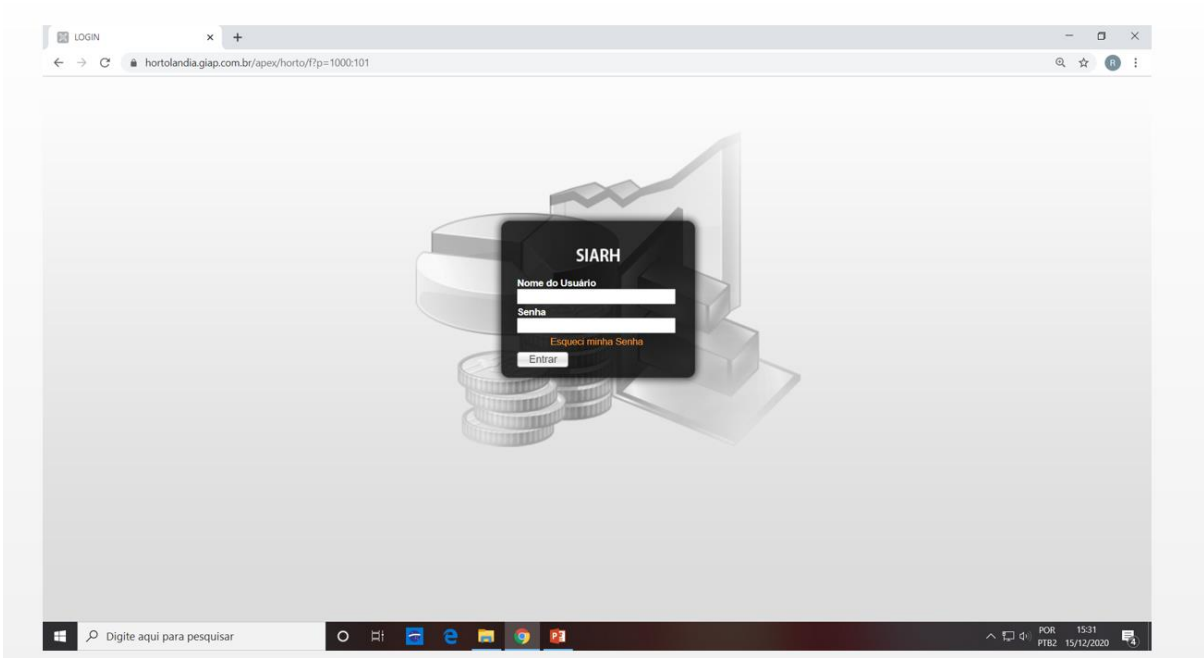 LOGIN
hortolandia.giap.com.br/apex/horto/f?p=1000:101
R
SIARH
Nome do Usuário
Senha
Esqueci minha Senha
Entrar
Digite aqui para pesquisar
POR 15:31
PTB2 15/12/2020
4